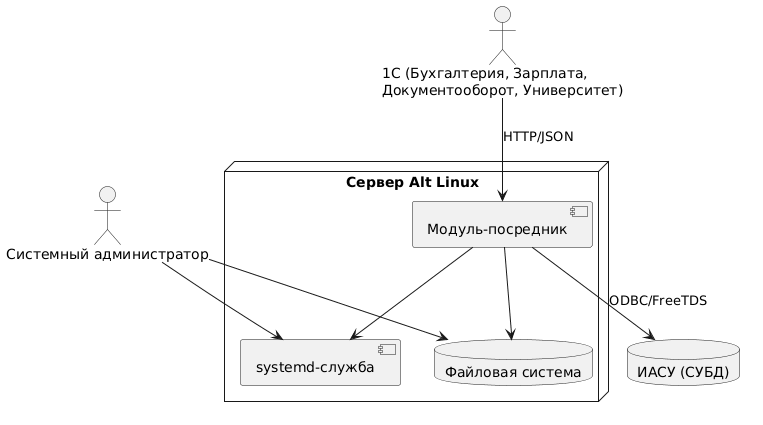 1С (Бухгалтерия, Зарплата,
Документооборот, Университет)
HTTP/JSON
Сервер Alt Linux
Модуль-посредник
Системный администратор
ODBC/FreeTDS
systemd-служба
Файловая система
ИАСУ (СУБД)